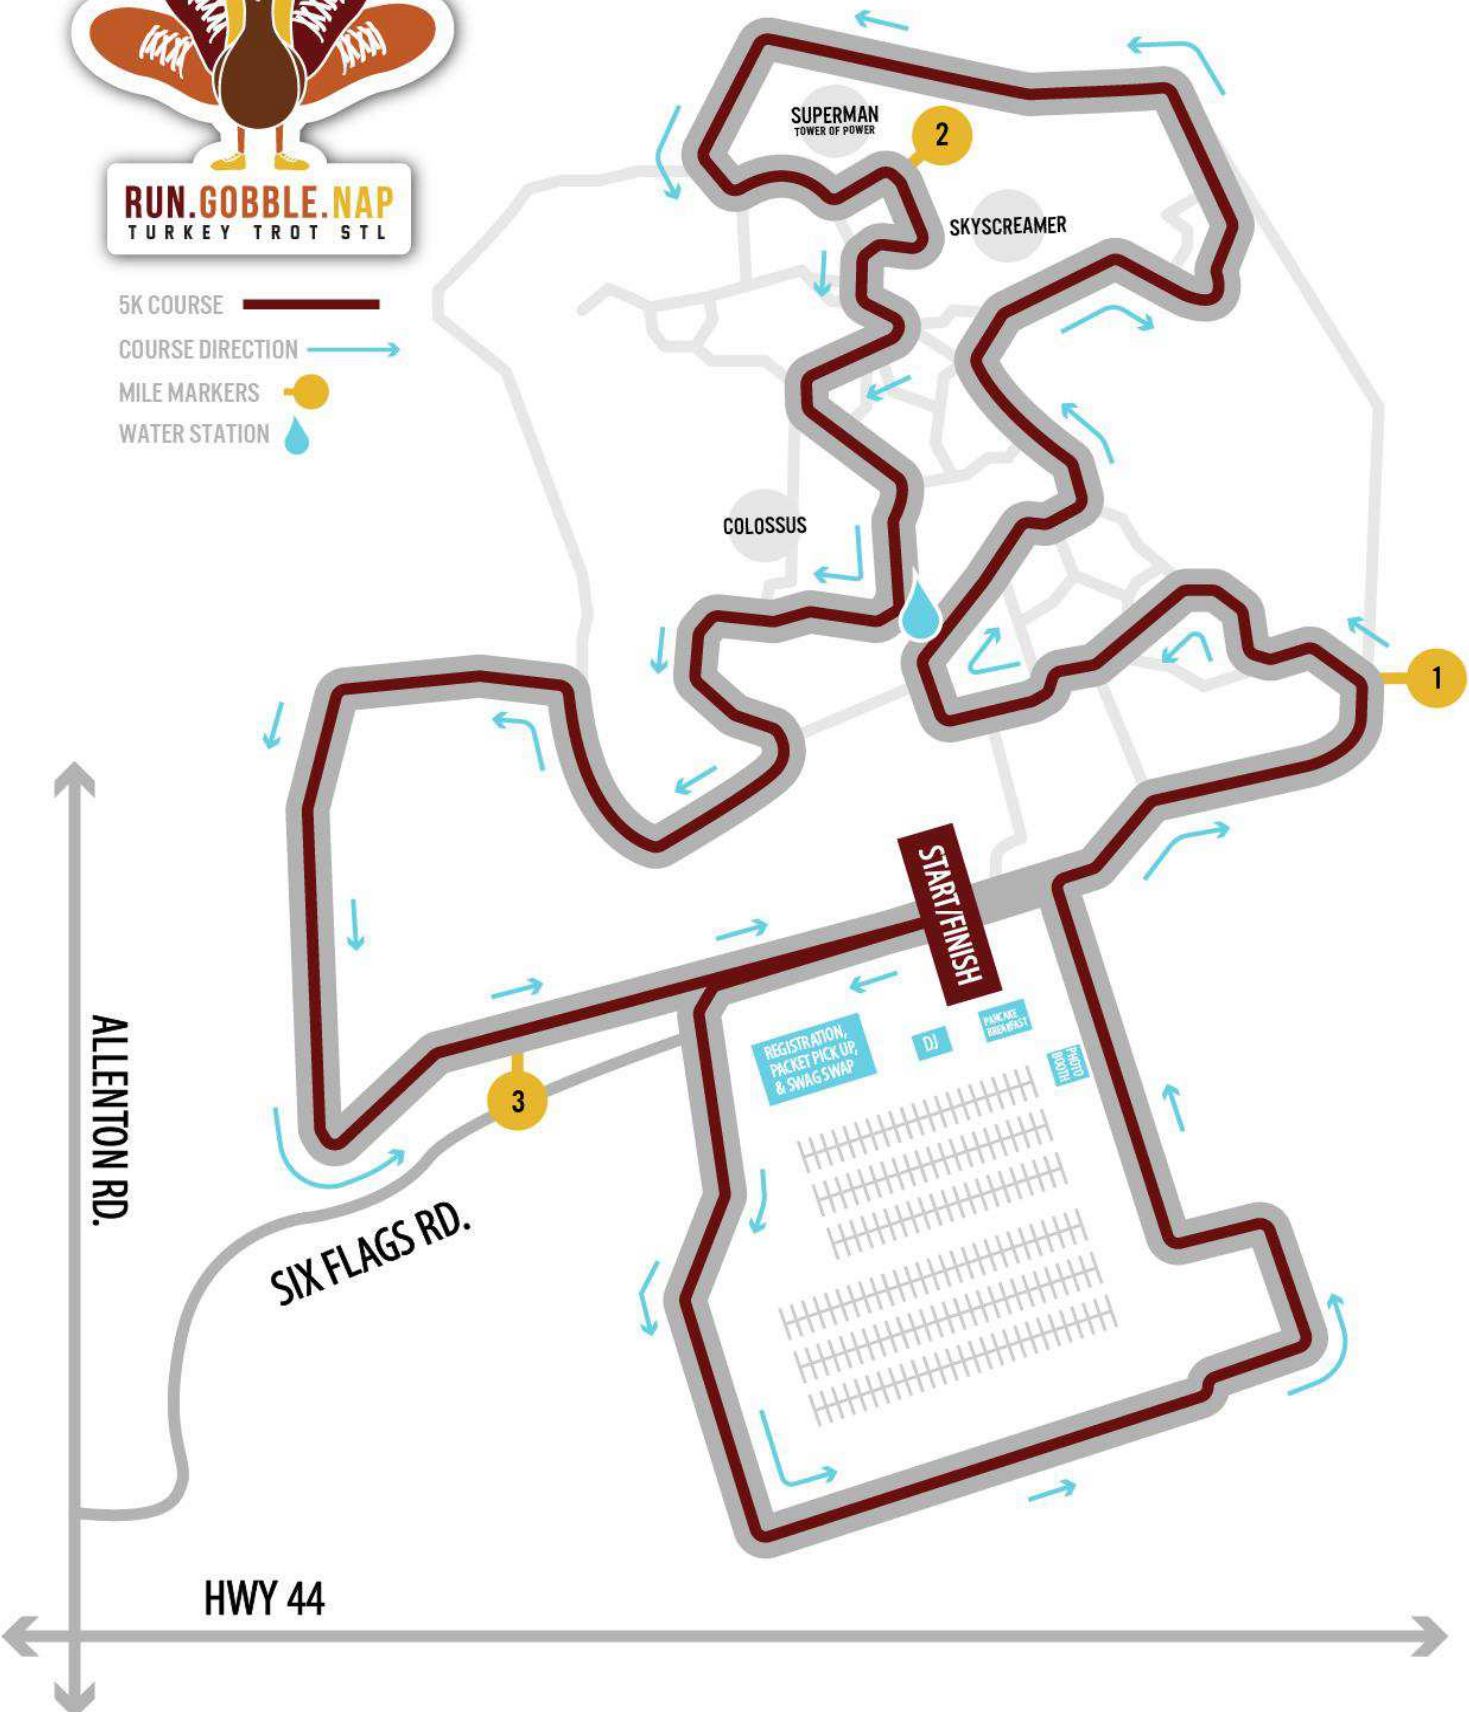 RUN.GOBBLE.NAP
TURKEY TROT STL
5K COURSE
COURSE DIRECTION
MILE MARKERS
WATER STATION
SUPERMAN
TOWER OF POWER
2
SKYSCREAMER
COLOSSUS
1
START/FINISH
REGISTRATION,
PACKET PICK UP,
& SWAG SWAP
DJ
PANCAKE
BREAKFAST
PHOTO
BOOTH
3
ALLENTON RD.
SIX FLAGS RD.
HWY 44